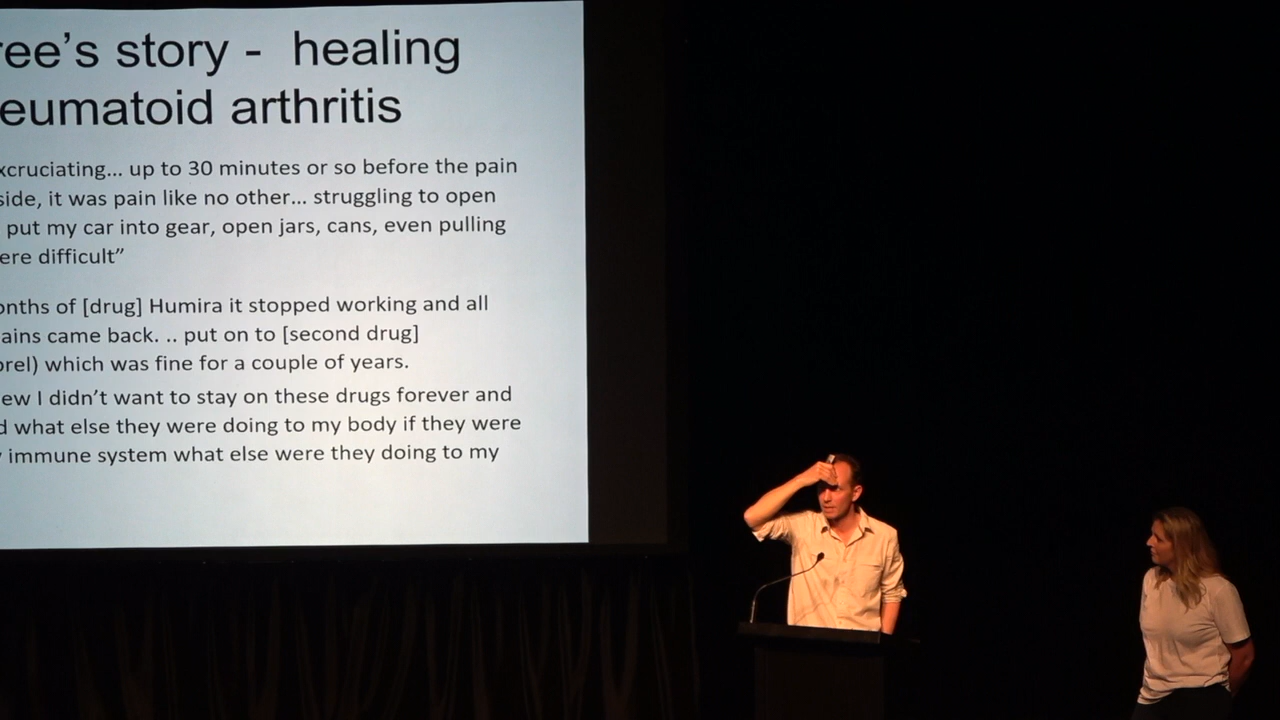 ree’s story -  healing
eumatoid arthritis
xcruciating... up to 30 minutes or so before the pain
side, it was pain like no other... struggling to open
put my car into gear, open jars, cans, even pulling
ere difficult”
onths of [drug] Humira it stopped working and all
ains came back. .. put on to [second drug]
orel) which was fine for a couple of years.
ew I didn’t want to stay on these drugs forever and
d what else they were doing to my body if they were
y immune system what else were they doing to my